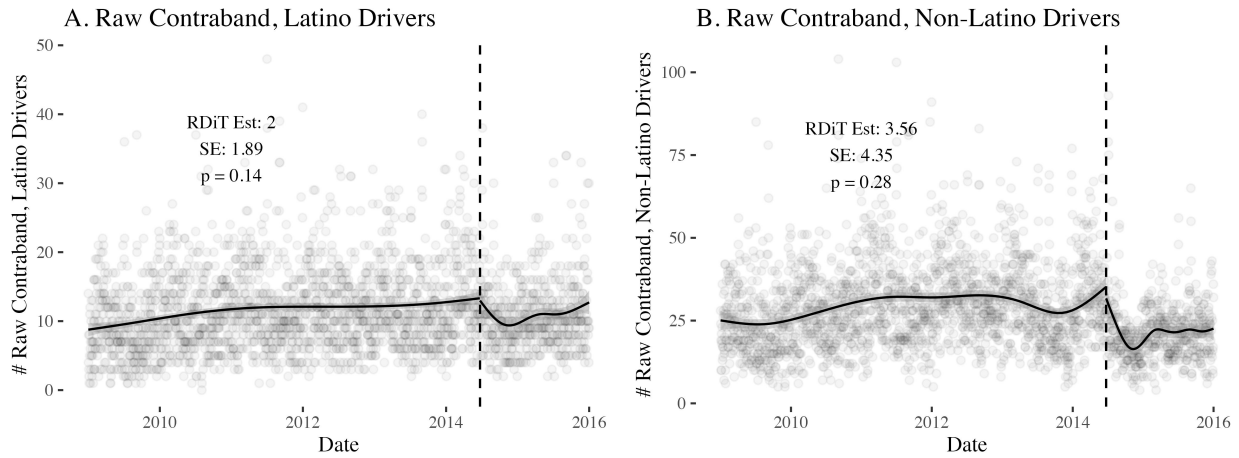 A. Raw Contraband, Latino Drivers
# Raw Contraband, Latino Drivers
50
40
30
20
10
0
RDiT Est: 2
SE: 1.89
p = 0.14
2010
2012
2014
2016
Date
B. Raw Contraband, Non-Latino Drivers
# Raw Contraband, Non-Latino Drivers
100
75
50
25
0
RDiT Est: 3.56
SE: 4.35
p = 0.28
2010
2012
2014
2016
Date